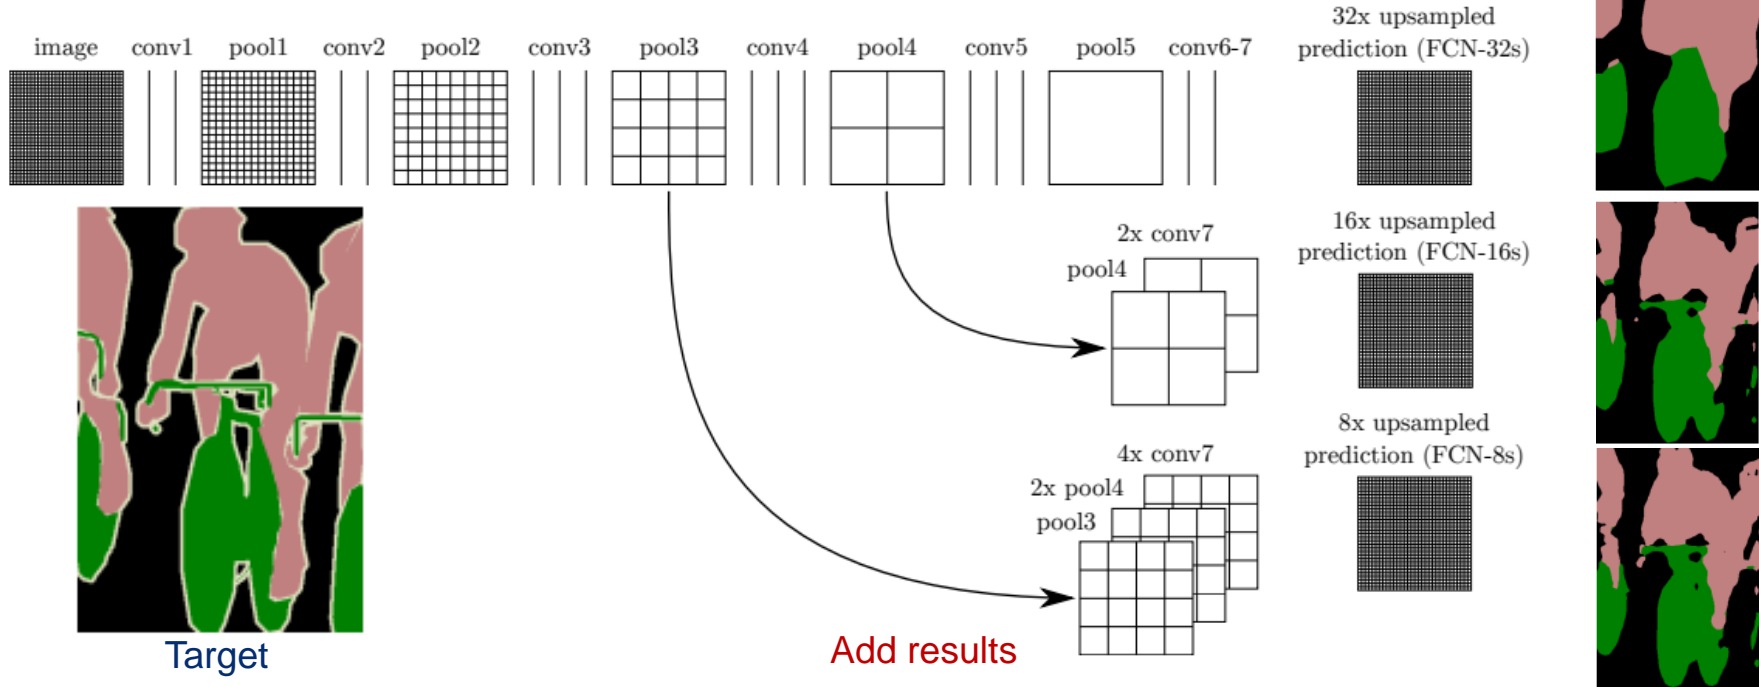 image conv1 pool1 conv2 pool2 conv3 pool3 conv4 pool4 conv5 pool5 conv6-7
32x upsampled
prediction (FCN-32s)
2x conv7
pool4
16x upsampled
prediction (FCN-16s)
4x conv7
2x pool4
pool3
8x upsampled
prediction (FCN-8s)
Target
Add results